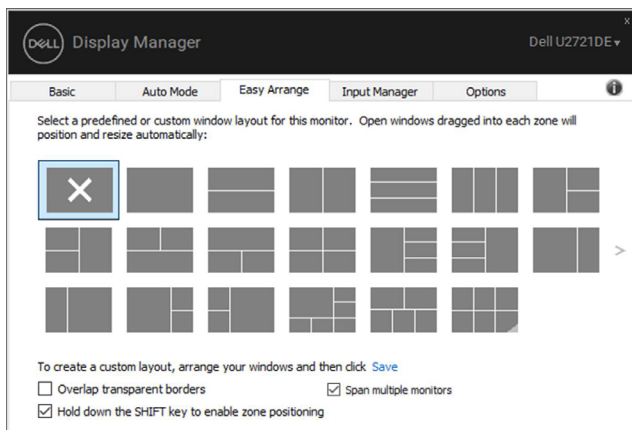 x
DELL Display Manager Dell U2721DE
Basic Auto Mode Easy Arrange Input Manager Options
Select a predefined or custom window layout for this monitor. Open windows dragged into each zone will
position and resize automatically:
To create a custom layout, arrange your windows and then click Save
Overlap transparent borders Span multiple monitors
Hold down the SHIFT key to enable zone positioning